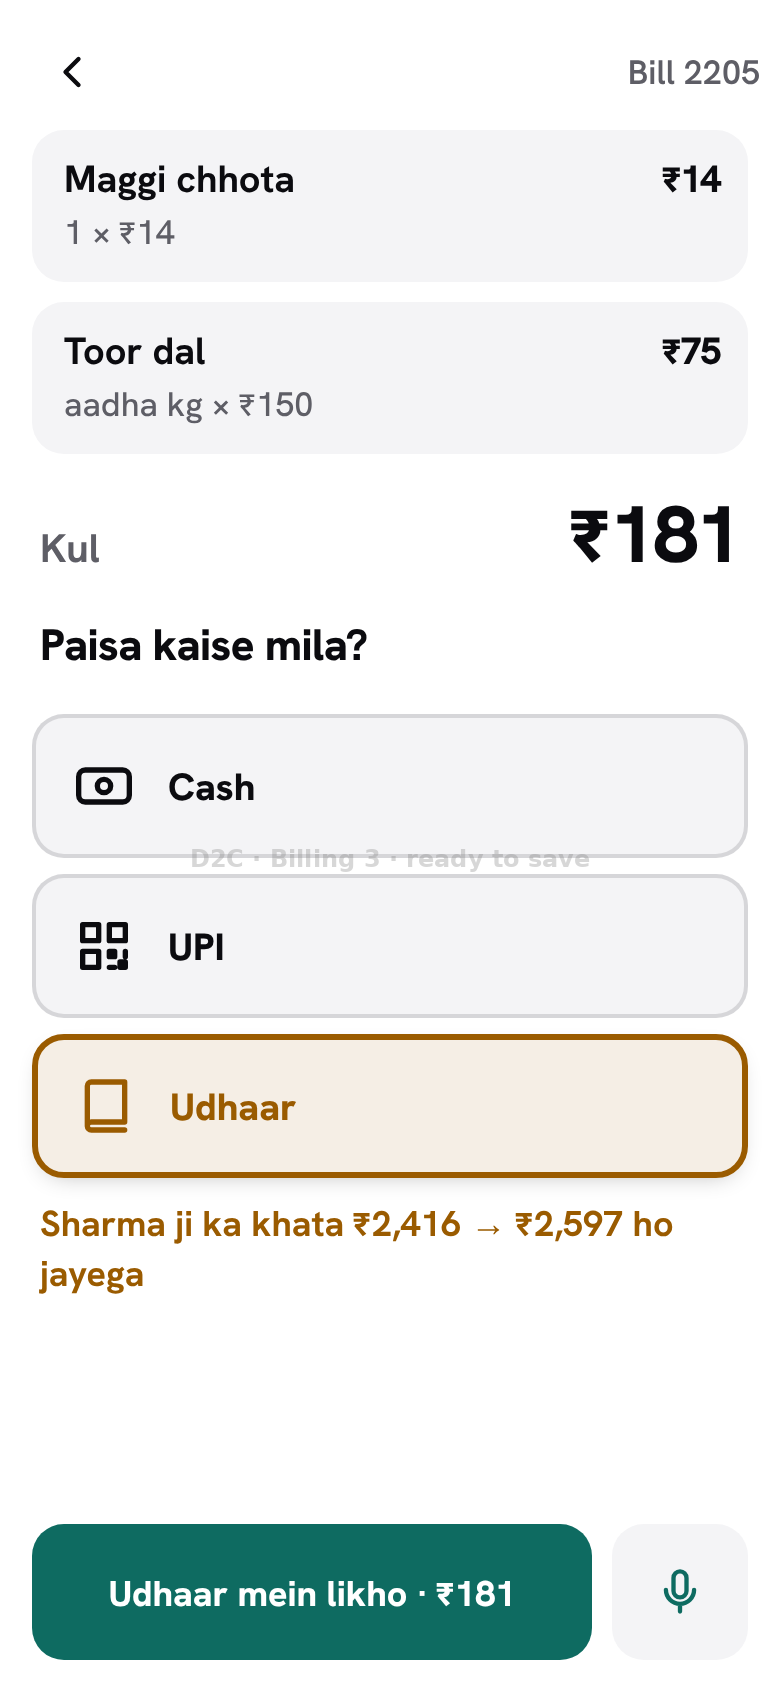 Bill 2205
Maggi chhota ₹14
1 × ₹14
Toor dal ₹75
aadha kg × ₹150
Kul ₹181
Paisa kaise mila?
Cash
D2C · Billing 3 · ready to save
UPI
Udhaar
Sharma ji ka khata ₹2,416 → ₹2,597 ho
jayega
Udhaar mein likho · ₹181